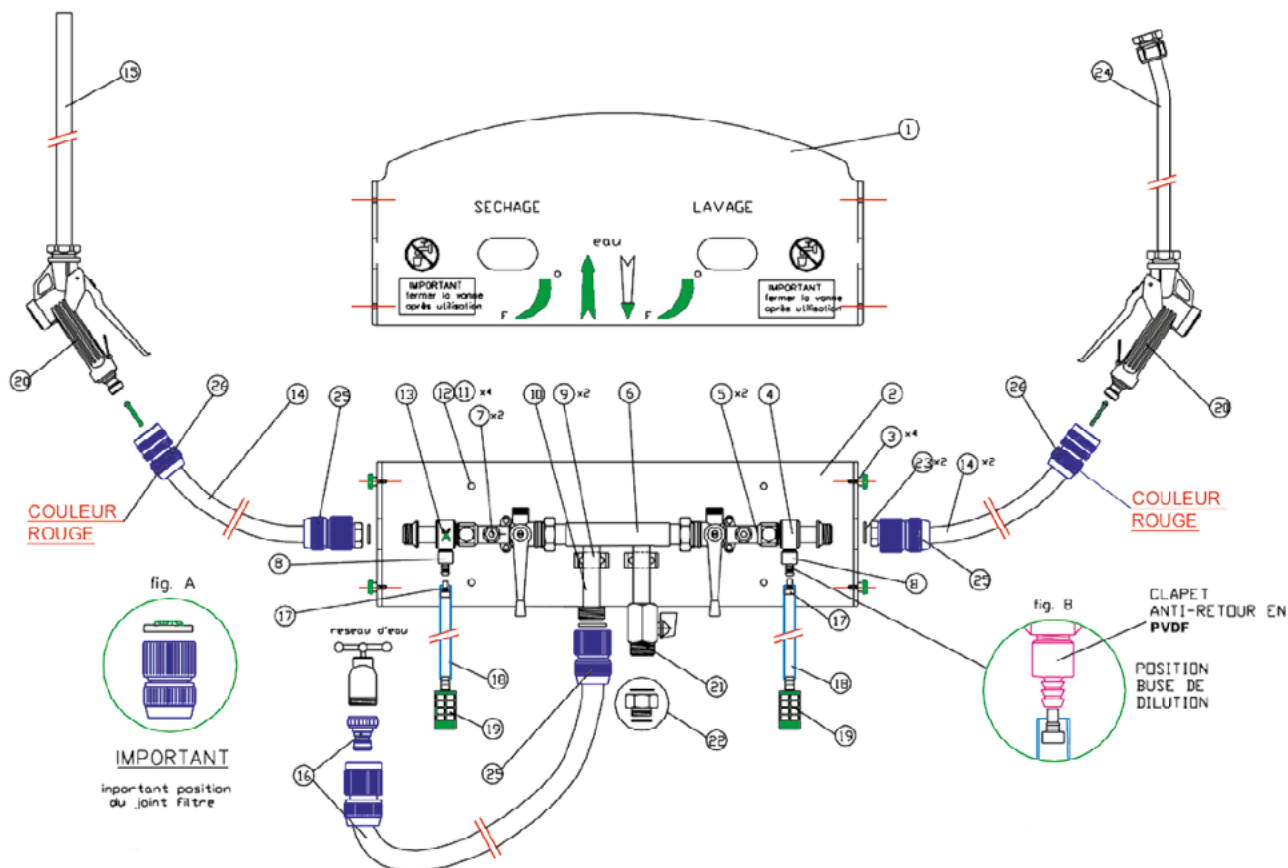 15
24
1
SECHAGE
LAVAGE
eau
IMPORTANT
fermer la vanne
après utilisation
IMPORTANT
fermer la vanne
après utilisation
O
O
F
F
20
20
26
14
25
13
12 11 x4
7 x2
10
9 x2
6
5 x2
4
2
3 x4
23 x2
14 x2
26
COULEUR
ROUGE
COULEUR
ROUGE
8
8
25
fig. A
17
17
fig. B
CLAPET
ANTI-RETOUR EN
PVDF
POSITION
BUSE DE
DILUTION
reseau d'eau
18
18
21
19
22
19
IMPORTANT
inportant position
du joint filtre
16
25